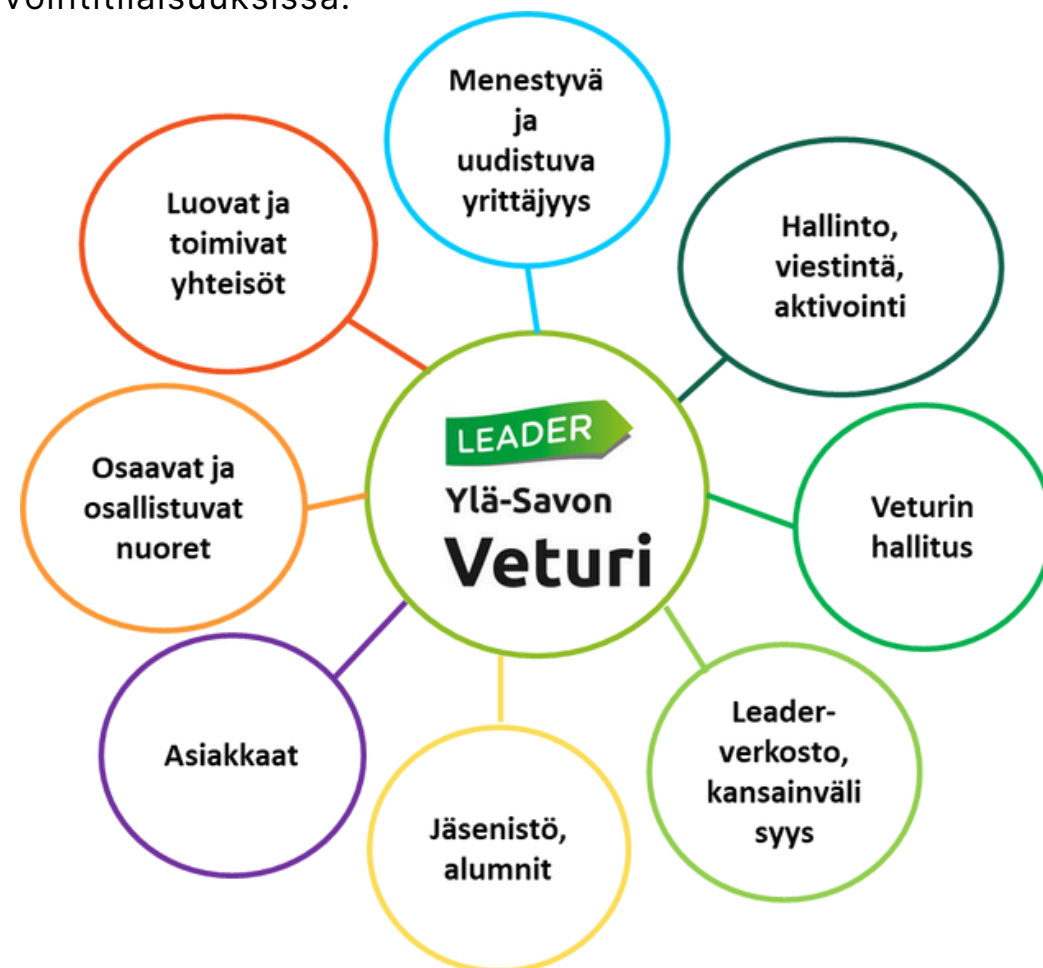 vointitilaisuuksissa.
Menestyvä
ja
uudistuva
yrittäjyys
Hallinto,
viestintä,
aktivointi
Veturin
hallitus
Leader-
verkosto,
kansainväli
syys
Jäsenistö,
alumnit
Asiakkaat
Osaavat ja
osallistuvat
nuoret
Luovat ja
toimivat
yhteisöt
LEADER
Ylä-Savon
Veturi